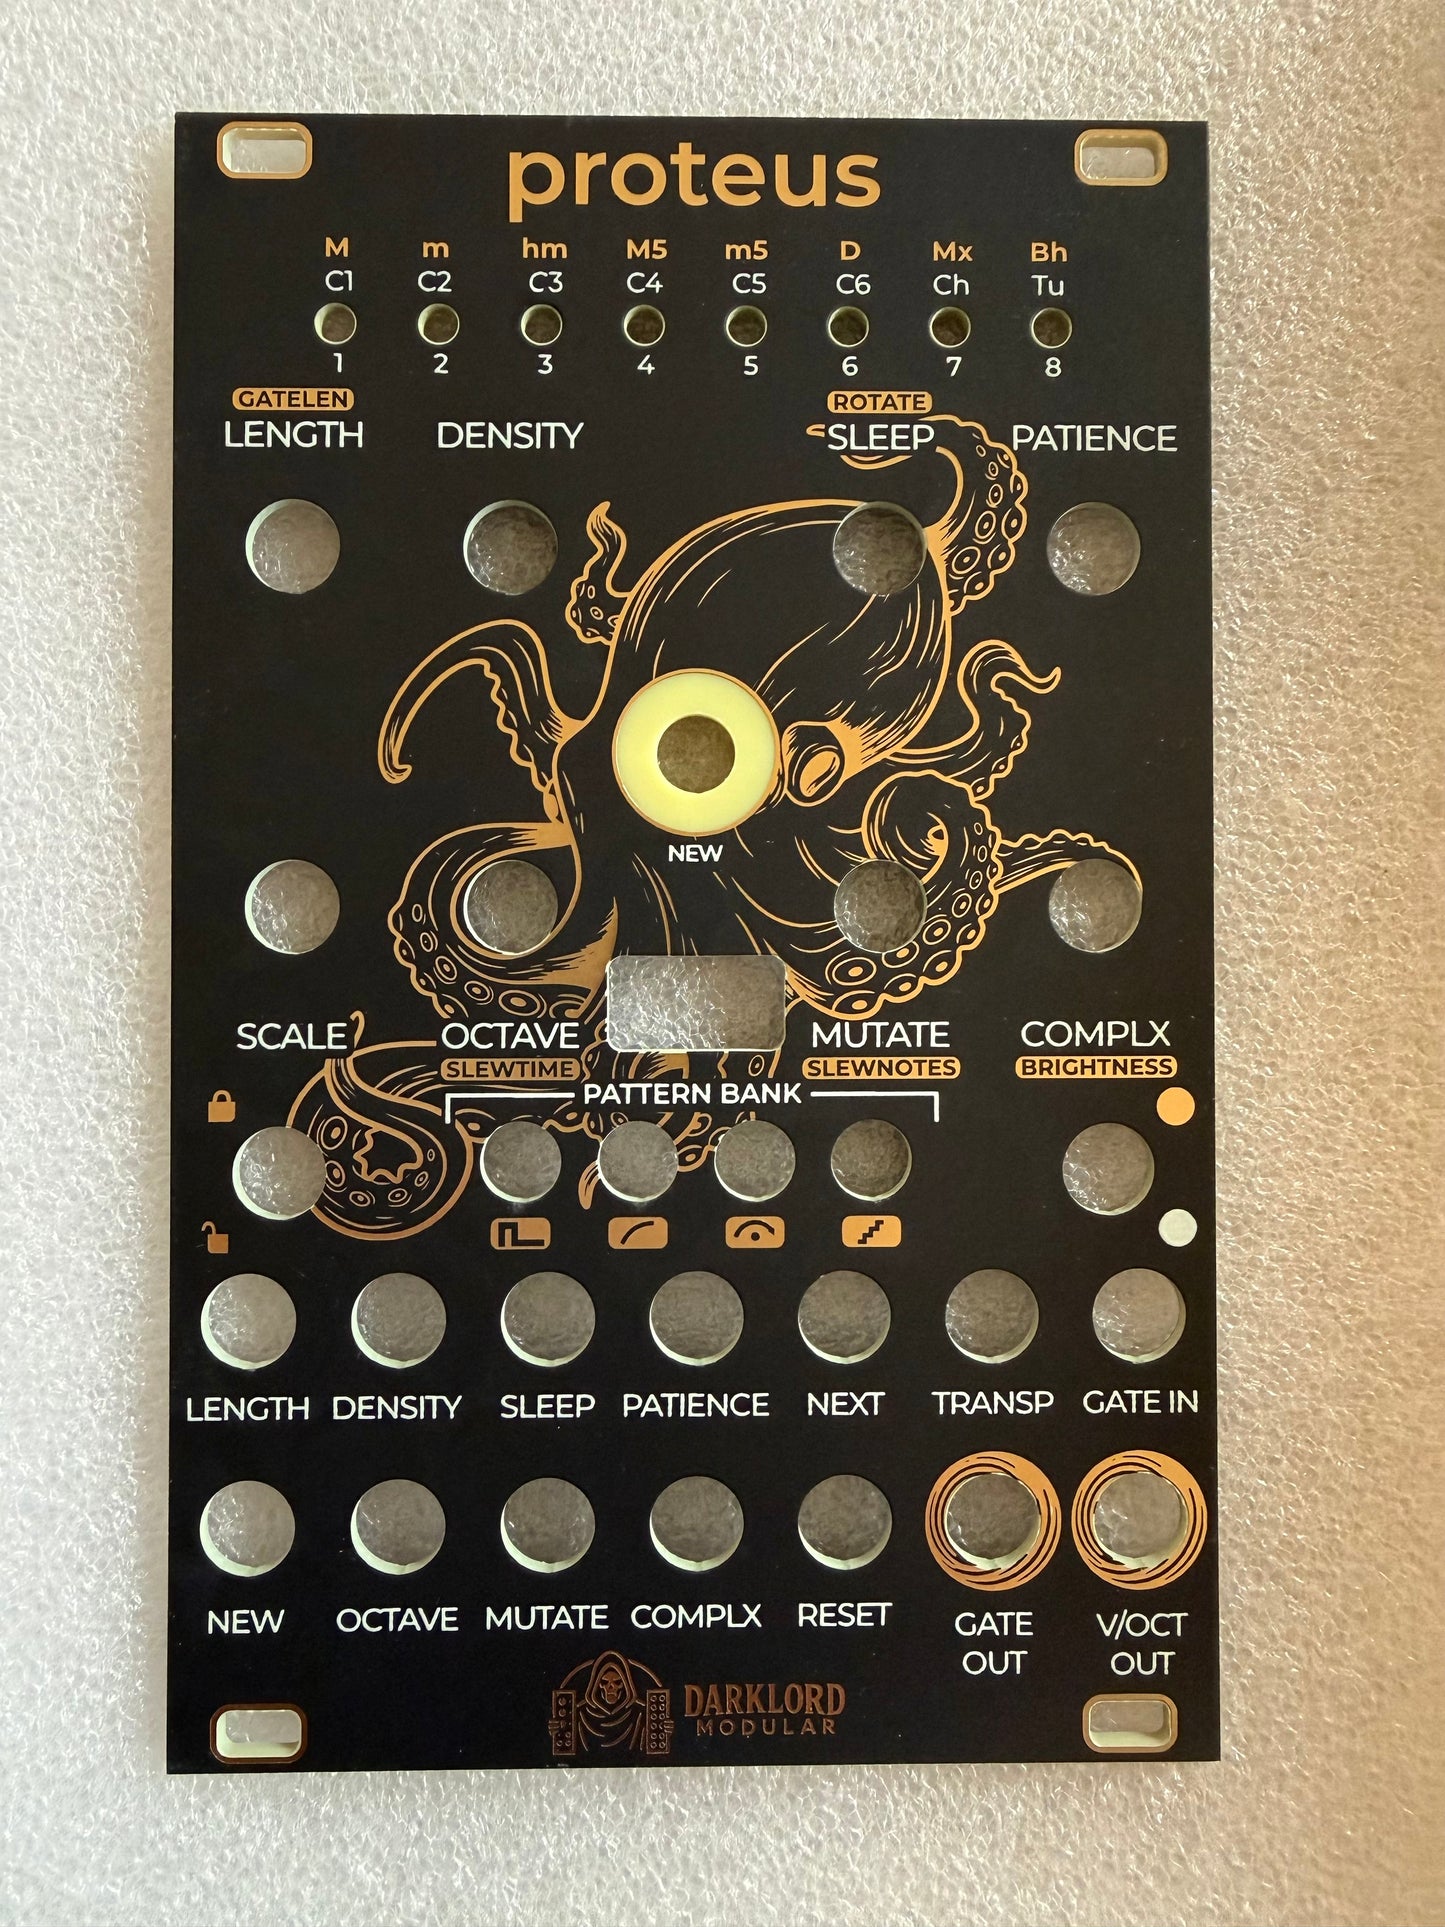 proteus
M m hm M5 m5 D Mx Bh
C1 C2 C3 C4 C5 C6 Ch Tu
1 2 3 4 5 6 7 8
GATELEN ROTATE
LENGTH DENSITY SLEEP PATIENCE
NEW
SCALE OCTAVE MUTATE COMPLX
SLEWTIME SLEWNOTES BRIGHTNESS
PATTERN BANK
LENGTH DENSITY SLEEP PATIENCE NEXT TRANSP GATE IN
NEW OCTAVE MUTATE COMPLX RESET GATE V/OCT
OUT OUT
DARKLORD
MODULAR